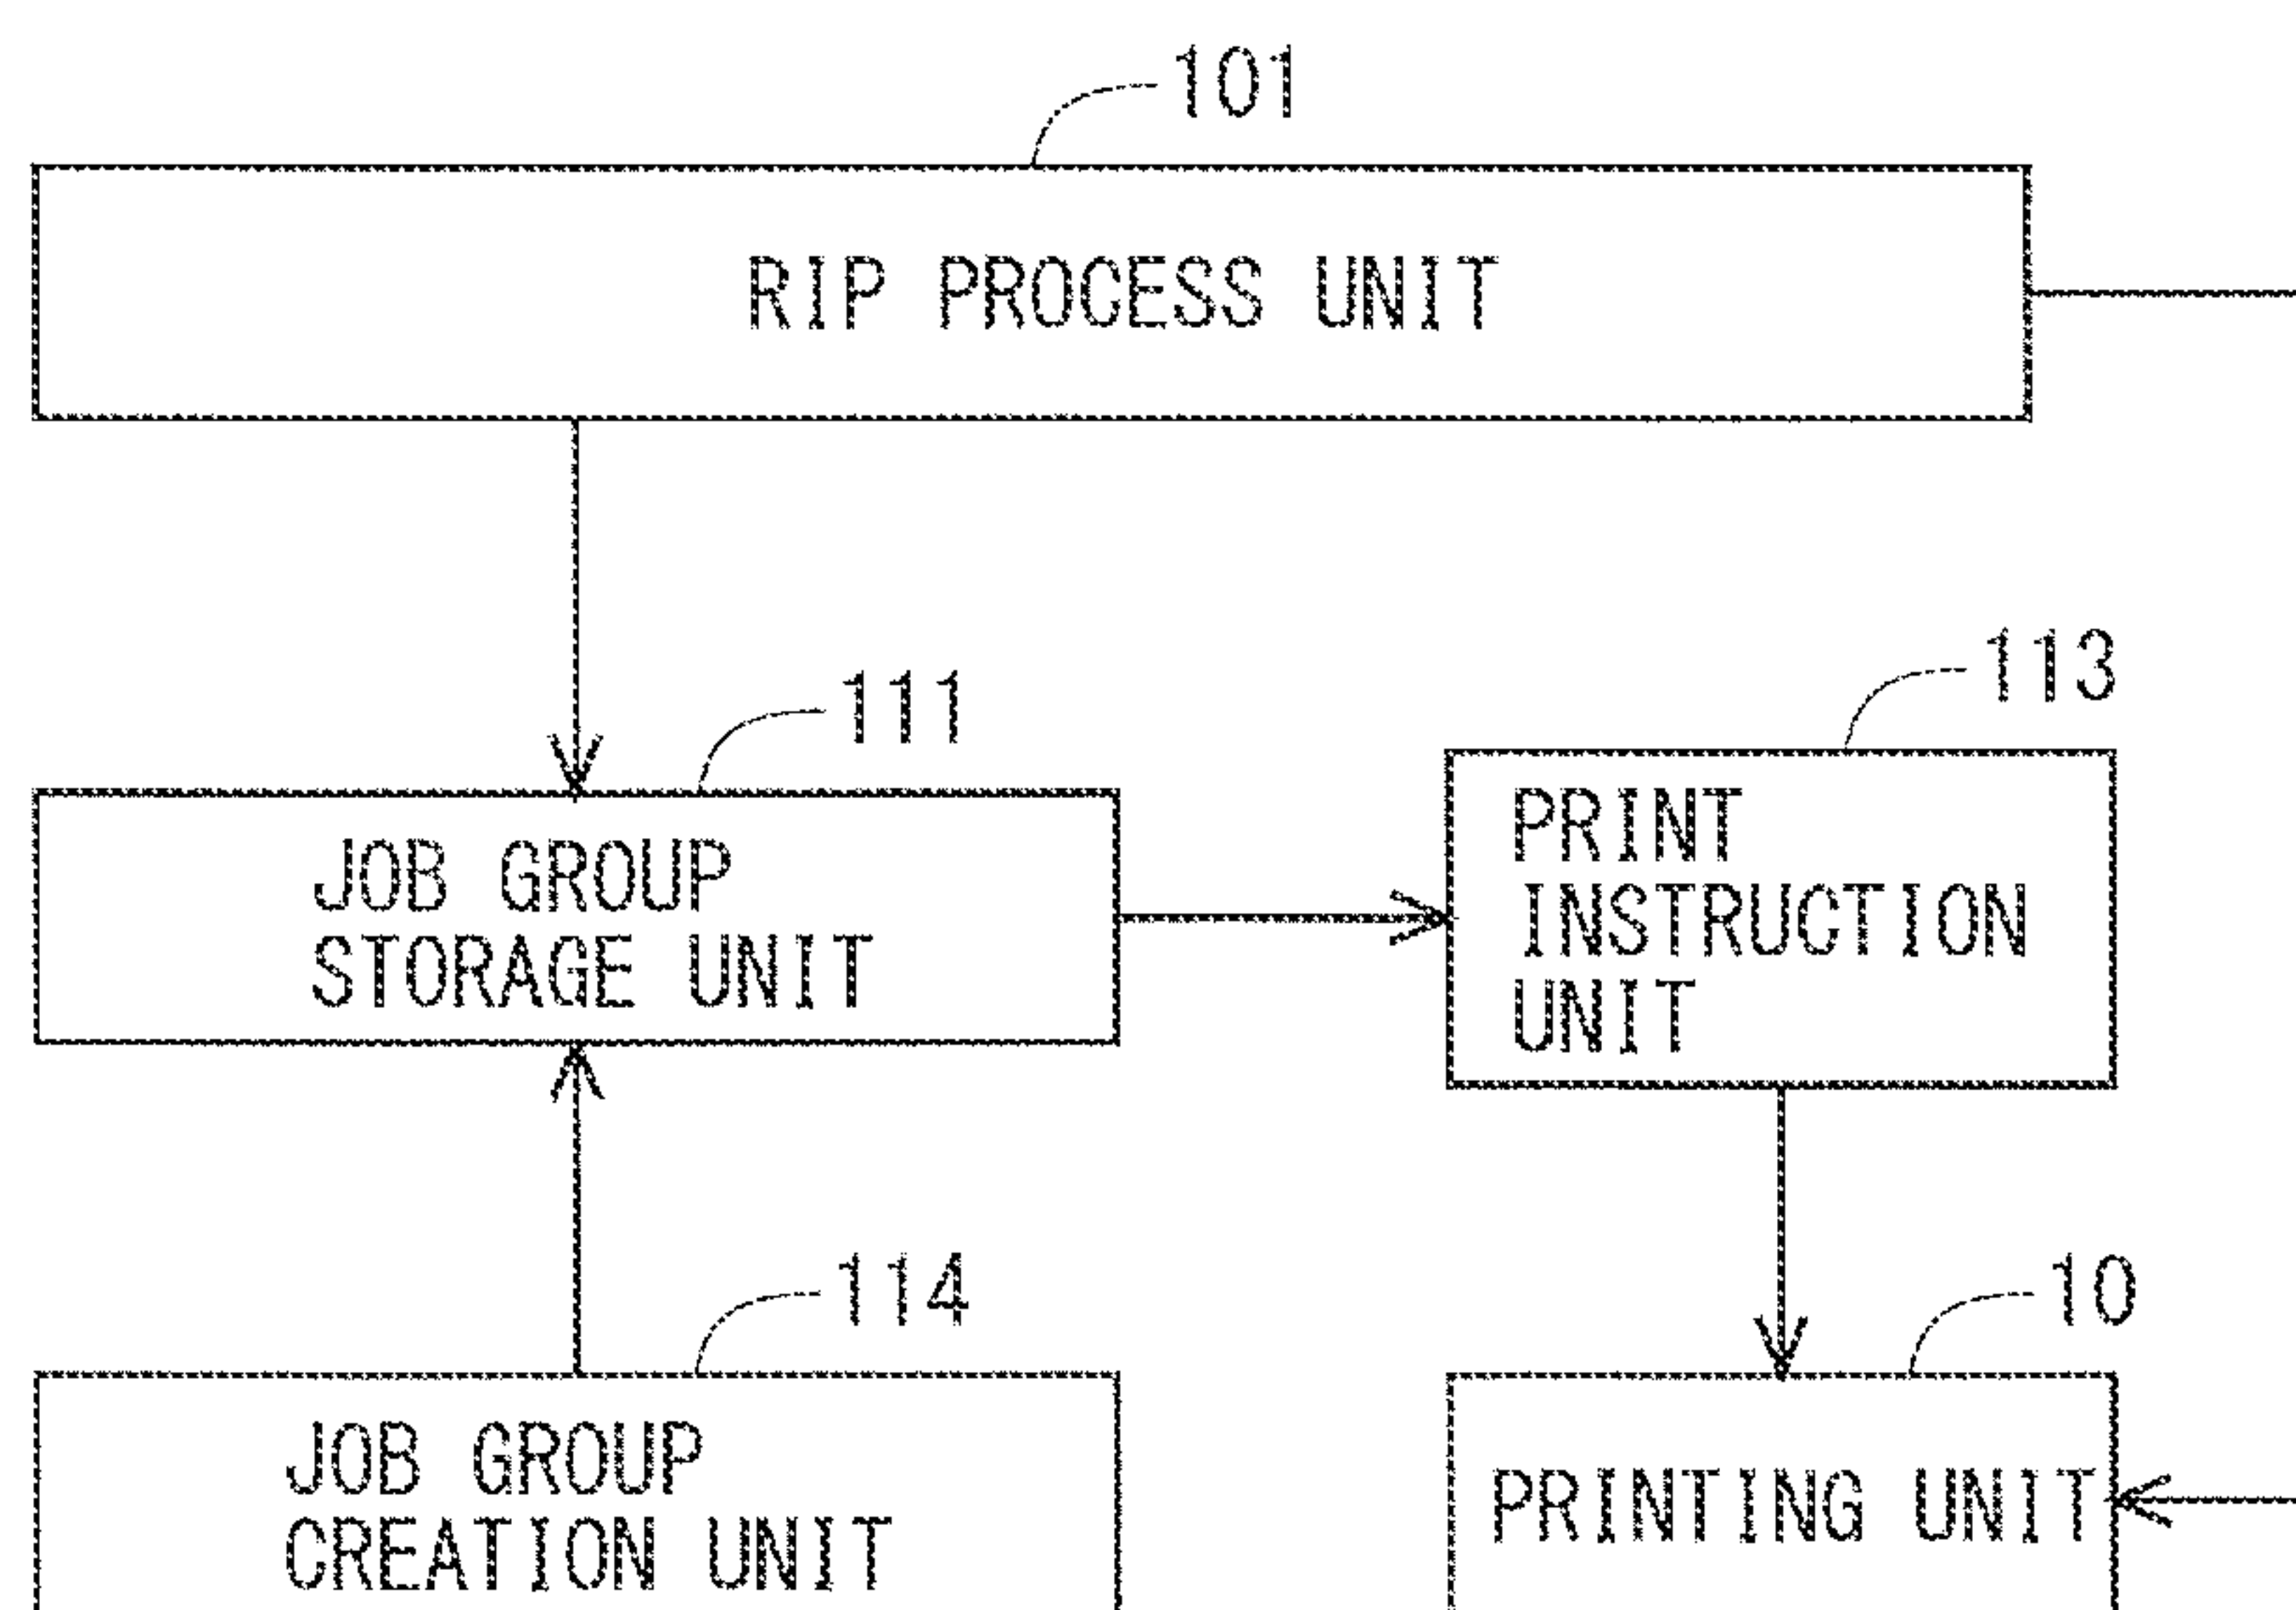 101
RIP PROCESS UNIT
111
113
JOB GROUP
STORAGE UNIT
PRINT
INSTRUCTION
UNIT
114
10
JOB GROUP
CREATION UNIT
PRINTING UNIT